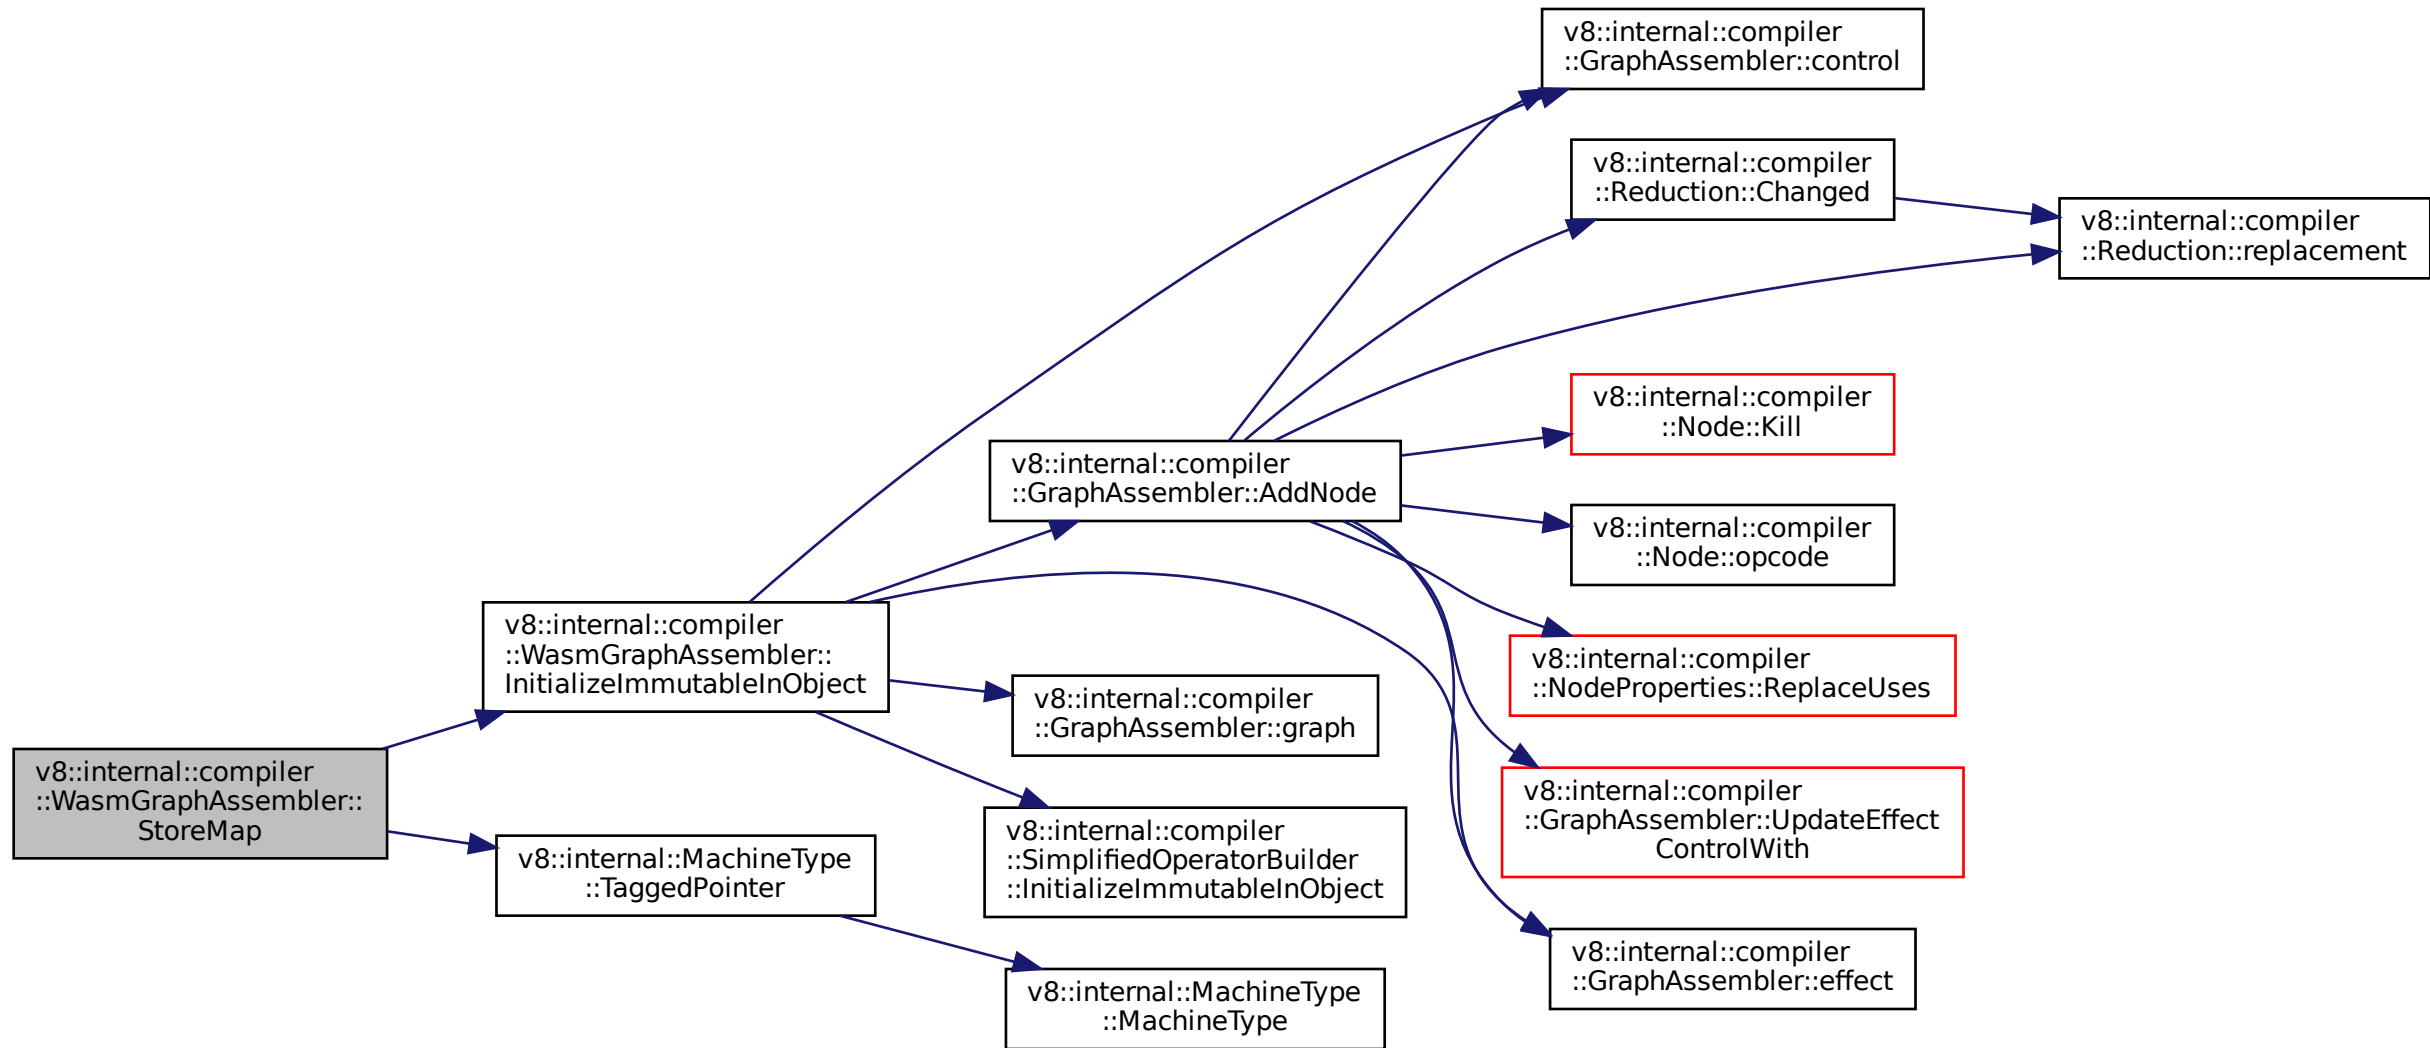 v8::internal::compiler
::GraphAssembler::control
v8::internal::compiler
::Reduction::Changed
v8::internal::compiler
::Reduction::replacement
v8::internal::compiler
::Node::Kill
v8::internal::compiler
::GraphAssembler::AddNode
v8::internal::compiler
::Node::opcode
v8::internal::compiler
::WasmGraphAssembler::
InitializeImmutableInObject
v8::internal::compiler
::NodeProperties::ReplaceUses
v8::internal::compiler
::GraphAssembler::graph
v8::internal::compiler
::WasmGraphAssembler::
StoreMap
v8::internal::compiler
::GraphAssembler::UpdateEffect
ControlWith
v8::internal::compiler
::SimplifiedOperatorBuilder
::InitializeImmutableInObject
v8::internal::MachineType
::TaggedPointer
v8::internal::compiler
::GraphAssembler::effect
v8::internal::MachineType
::MachineType